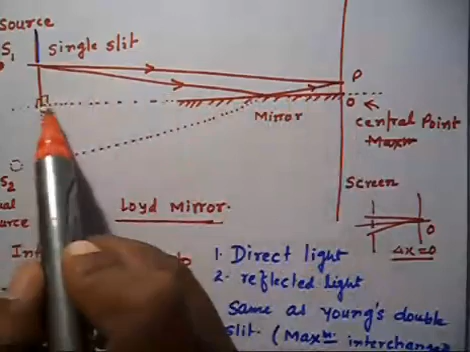 Source
S1 Single slit
P
O
Mirror
central Point
Maxm
S2
Screen
Loyd Mirror.
O
Δx=0
1. Direct light
2. reflected light
Same as young's double
slit. (Maxm interchange